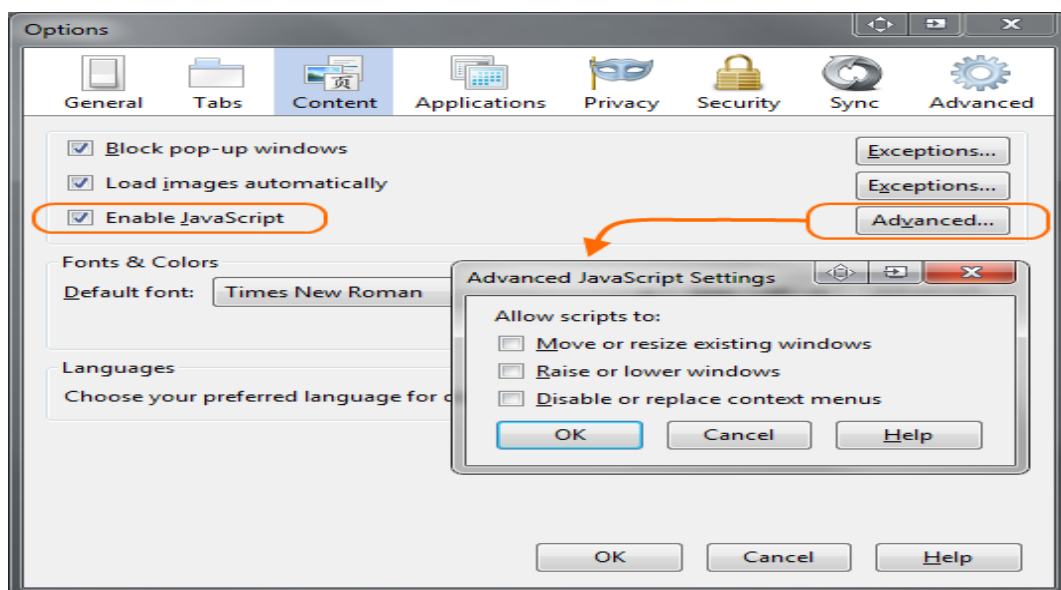 Options
General Tabs Content Applications Privacy Security Sync Advanced
Block pop-up windows Exceptions...
Load images automatically Exceptions...
Enable JavaScript Advanced...
Fonts & Colors
Default font: Times New Roman
Languages
Choose your preferred language for
Advanced JavaScript Settings
Allow scripts to:
Move or resize existing windows
Raise or lower windows
Disable or replace context menus
OK Cancel Help
OK Cancel Help